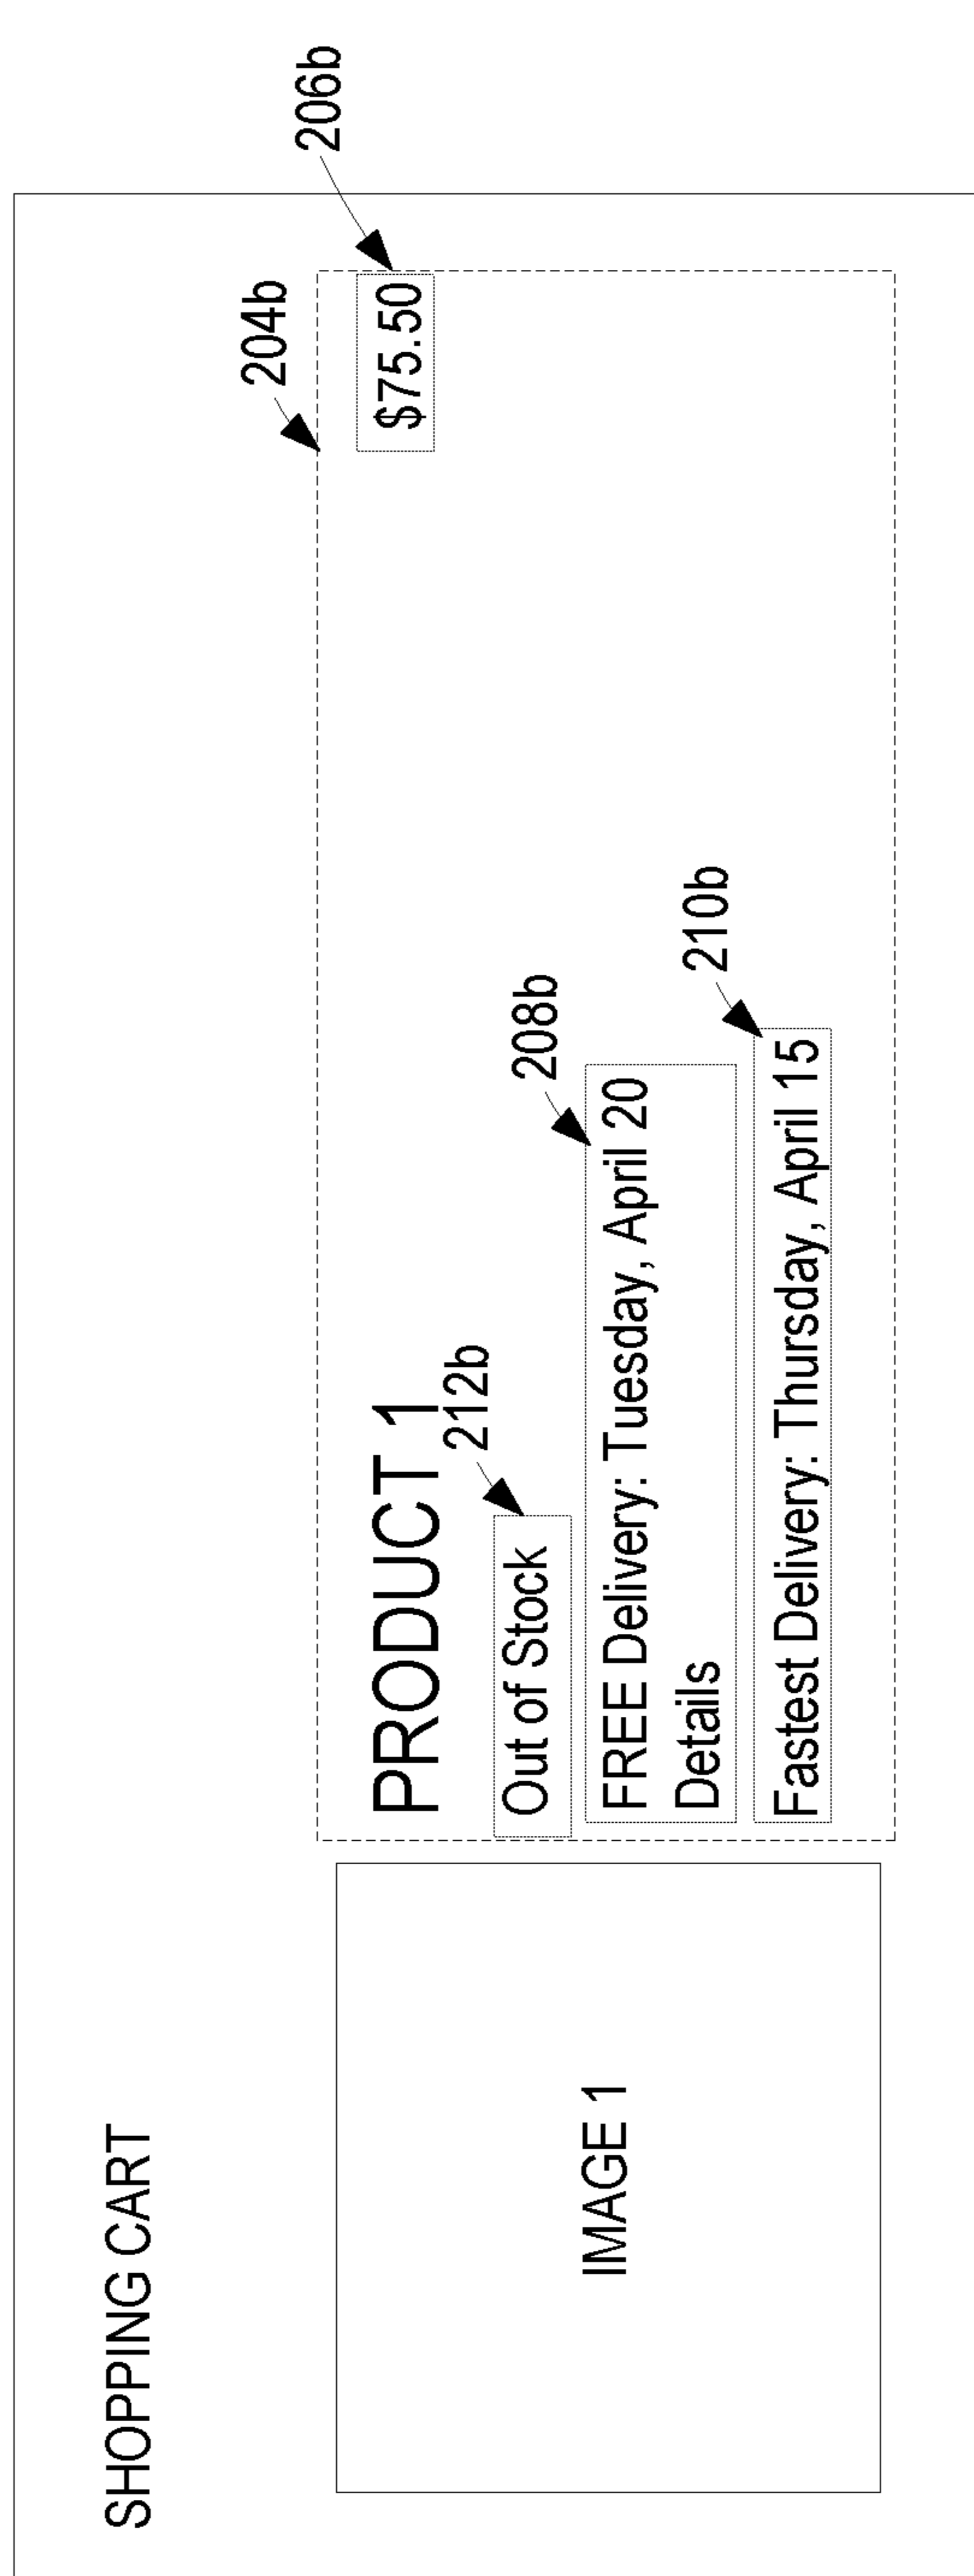 SHOPPING CART
204b
206b
PRODUCT 1
$75.50
212b
Out of Stock
208b
FREE Delivery: Tuesday, April 20
Details
210b
Fastest Delivery: Thursday, April 15
IMAGE 1